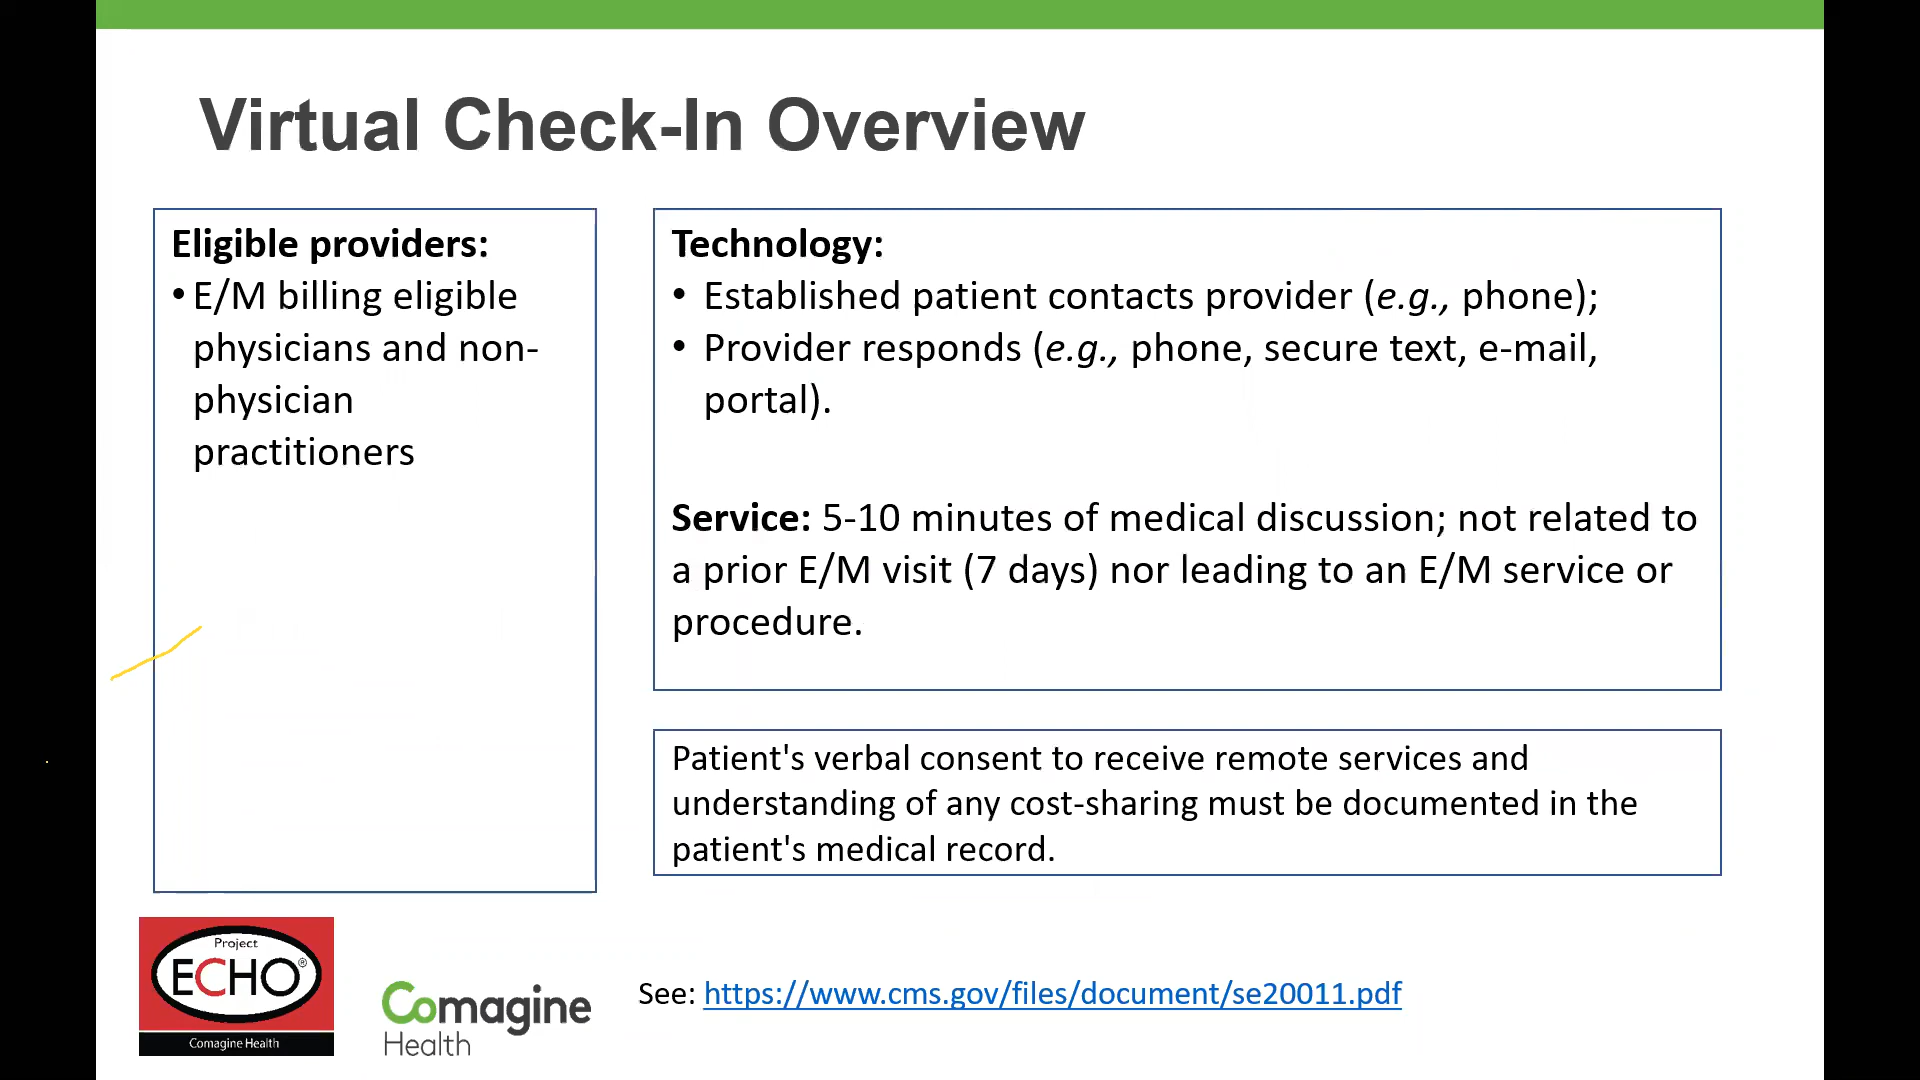 Virtual Check-In Overview
Eligible providers:
• E/M billing eligible
physicians and non-
physician
practitioners
Technology:
• Established patient contacts provider (e.g., phone);
• Provider responds (e.g., phone, secure text, e-mail,
portal).
Service: 5-10 minutes of medical discussion; not related to
a prior E/M visit (7 days) nor leading to an E/M service or
procedure.
Patient's verbal consent to receive remote services and
understanding of any cost-sharing must be documented in the
patient's medical record.
Project
ECHO®
Comagine Health
Comagine
Health
See: https://www.cms.gov/files/document/se20011.pdf